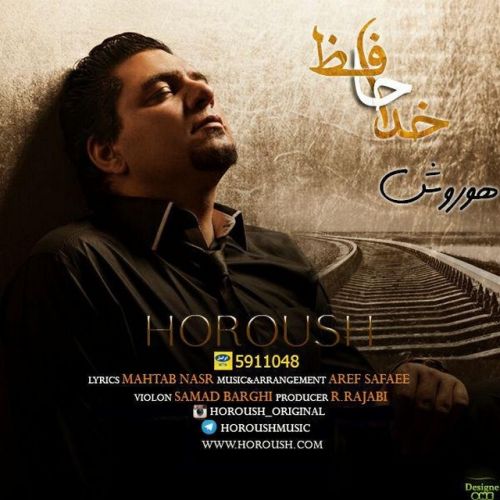 خداحافظ
هوروش
HOROUSH
5911048
LYRICS MAHTAB NASR MUSIC&ARRANGEMENT AREF SAFAEE
VIOLON SAMAD BARGHI PRODUCER R.RAJABI
HOROUSH_ORIGINAL
HOROUSHMUSIC
WWW.HOROUSH.COM
Designe